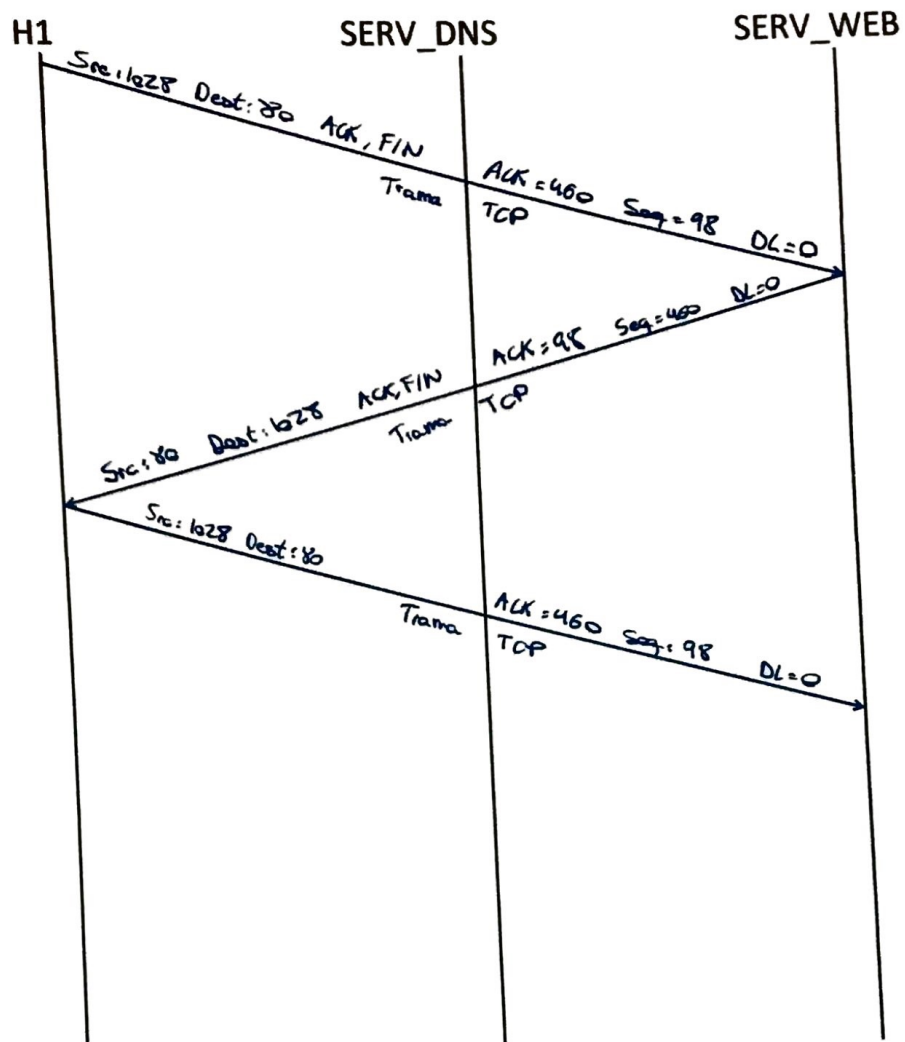 H1 SERV_DNS SERV_WEB
Src:1028 Dest:80 ACK, FIN
ACK=460 Seq=98 DL=0
Trama TCP
ACK=98 Seq=460 DL=0
Src:80 Dest:1028 ACK,FIN
Trama TCP
Src:1028 Dest:80
ACK=460 Seq:98 DL=0
Trama TCP